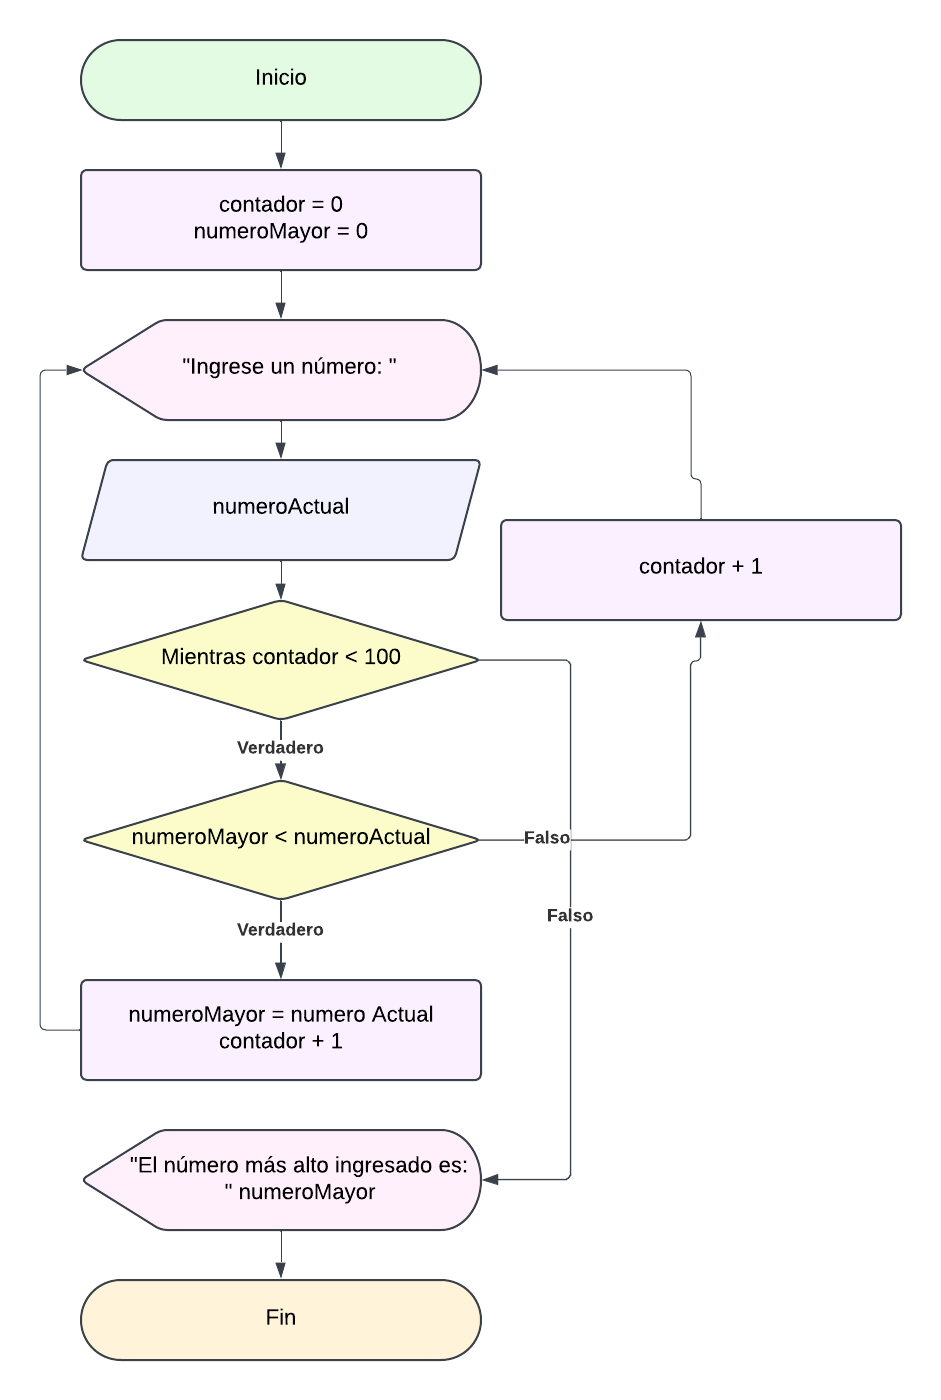 Inicio
contador = 0
numeroMayor = 0
"Ingrese un número: "
numeroActual
contador + 1
Mientras contador < 100
Verdadero
numeroMayor < numeroActual
Falso
Falso
Verdadero
numeroMayor = numero Actual
contador + 1
"El número más alto ingresado es:
" numeroMayor
Fin